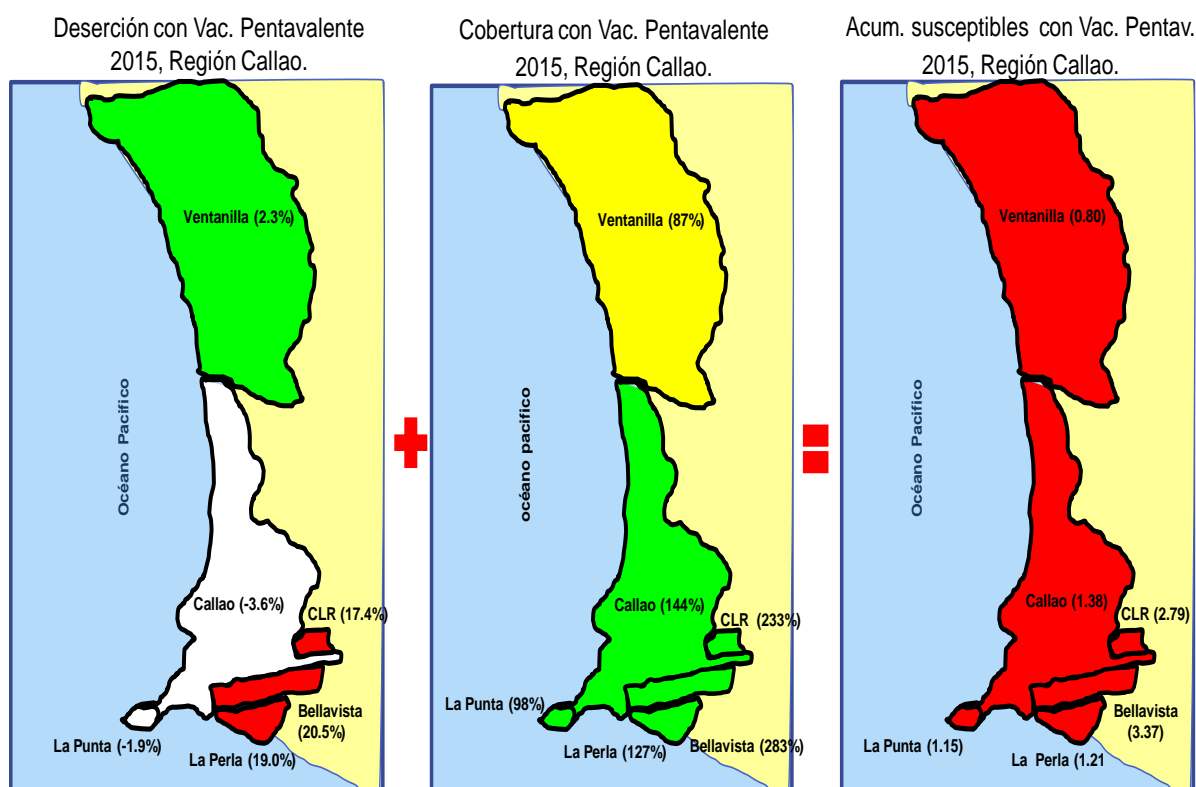 Deserción con Vac. Pentavalente
2015, Región Callao.
Ventanilla (2.3%)
Océano Pacífico
Callao (-3.6%)
CLR (17.4%)
Bellavista
(20.5%)
La Punta (-1.9%)
La Perla (19.0%)
Cobertura con Vac. Pentavalente
2015, Región Callao.
Ventanilla (87%)
océano pacifico
Callao (144%)
CLR (233%)
La Punta (98%)
La Perla (127%)
Bellavista (283%)
Acum. susceptibles con Vac. Pentav.
2015, Región Callao.
Ventanilla (0.80)
Océano Pacífico
Callao (1.38)
CLR (2.79)
Bellavista
(3.37)
La Punta (1.15)
La Perla (1.21